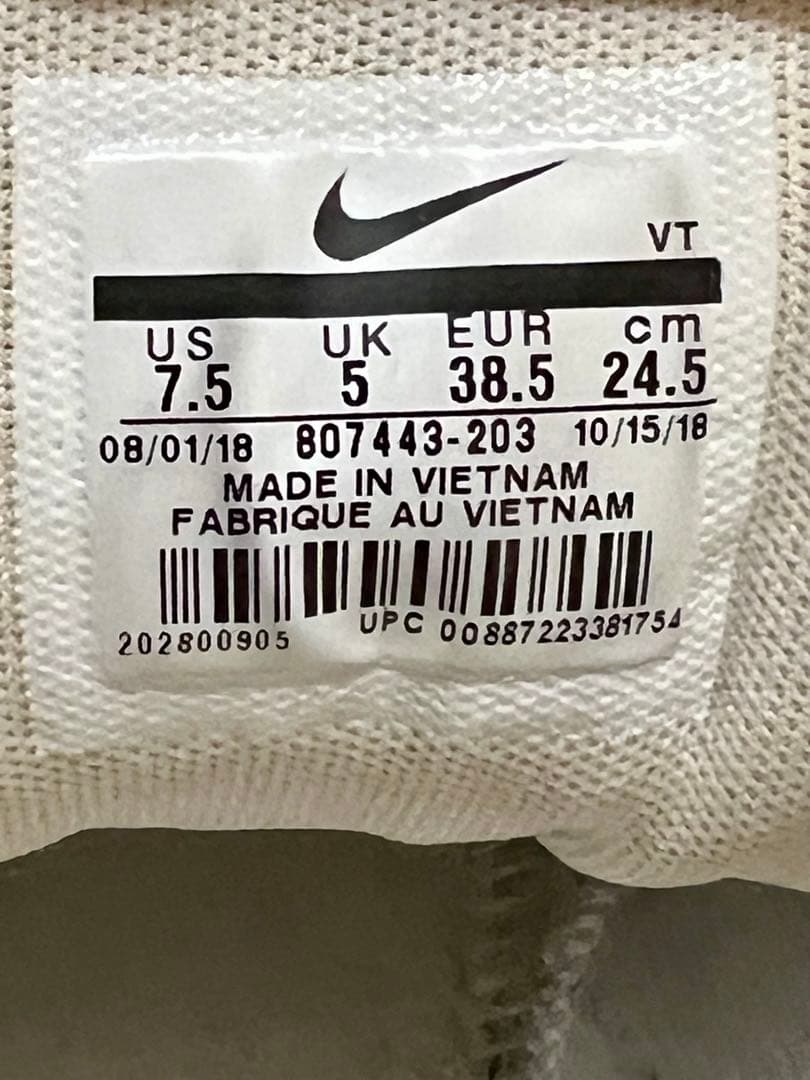 VT
US UK EUR cm
7.5 5 38.5 24.5
08/01/18 807443-203 10/15/18
MADE IN VIETNAM
FABRIQUE AU VIETNAM
202800905 UPC 00887223381754